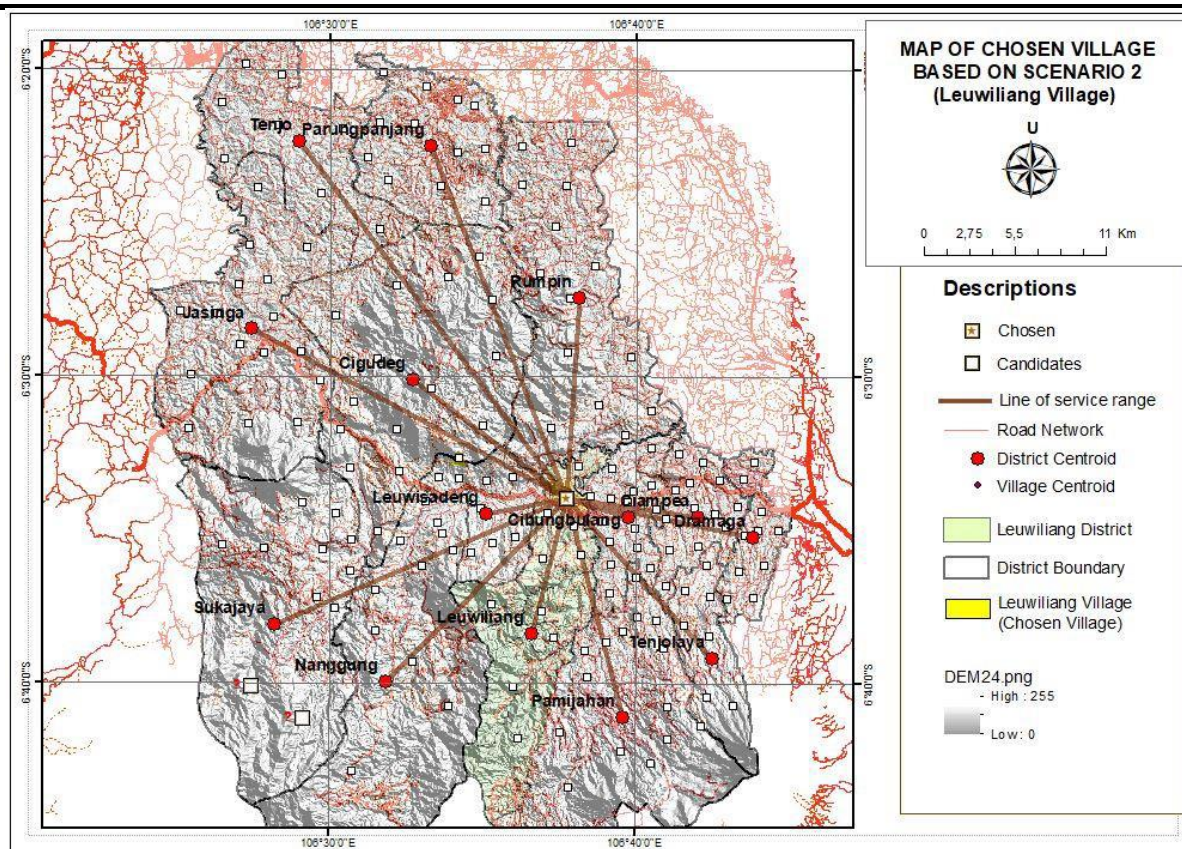 106°30'0"E
106°40'0"E
6°20'0"S
6°30'0"S
6°40'0"S
Tenjo
Parungpanjang
Rumpin
Jasinga
Cigudeg
Leuwisadeng
Ciampea
Cibungbulang
Dramaga
Sukajaya
Leuwiliang
Tenjolaya
Nanggung
Pamijahan
6°30'0"S
6°40'0"S
106°30'0"E
106°40'0"E
MAP OF CHOSEN VILLAGE
BASED ON SCENARIO 2
(Leuwiliang Village)
U
0 2,75 5,5 11 Km
Descriptions
Chosen
Candidates
Line of service range
Road Network
District Centroid
Village Centroid
Leuwiliang District
District Boundary
Leuwiliang Village
(Chosen Village)
DEM24.png
High : 255
Low : 0